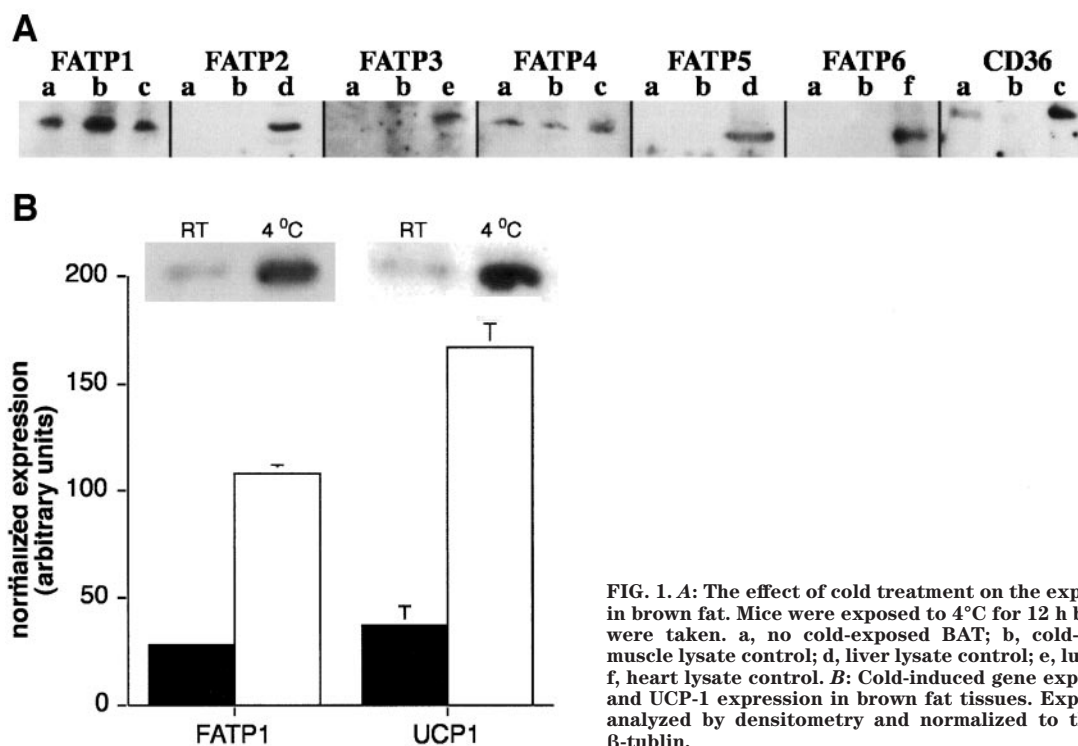 A
FATP1 FATP2 FATP3 FATP4 FATP5 FATP6 CD36
a b c a b d a b e a b c a b d a b f a b c
B
RT 4 ⁰C RT 4 ⁰C
200
150
100
50
0
normalized expression
(arbitrary units)
FATP1 UCP1
FIG. 1. A: The effect of cold treatment on the exp
in brown fat. Mice were exposed to 4°C for 12 h b
were taken. a, no cold-exposed BAT; b, cold-
muscle lysate control; d, liver lysate control; e, lu
f, heart lysate control. B: Cold-induced gene exp
and UCP-1 expression in brown fat tissues. Exp
analyzed by densitometry and normalized to t
β-tublin.